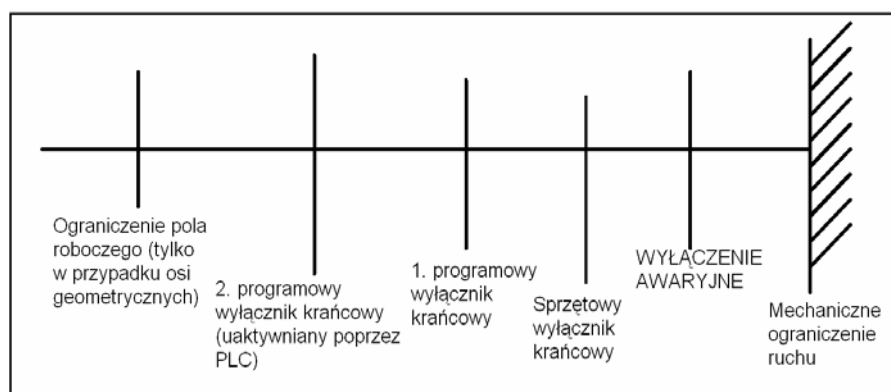 Ograniczenie pola
roboczego (tylko
w przypadku osi
geometrycznych)
2. programowy
wyłącznik krańcowy
(uaktywniany poprzez
PLC)
1. programowy
wyłącznik
krańcowy
Sprzętowy
wyłącznik
krańcowy
WYŁĄCZENIE
AWARYJNE
Mechaniczne
ograniczenie
ruchu